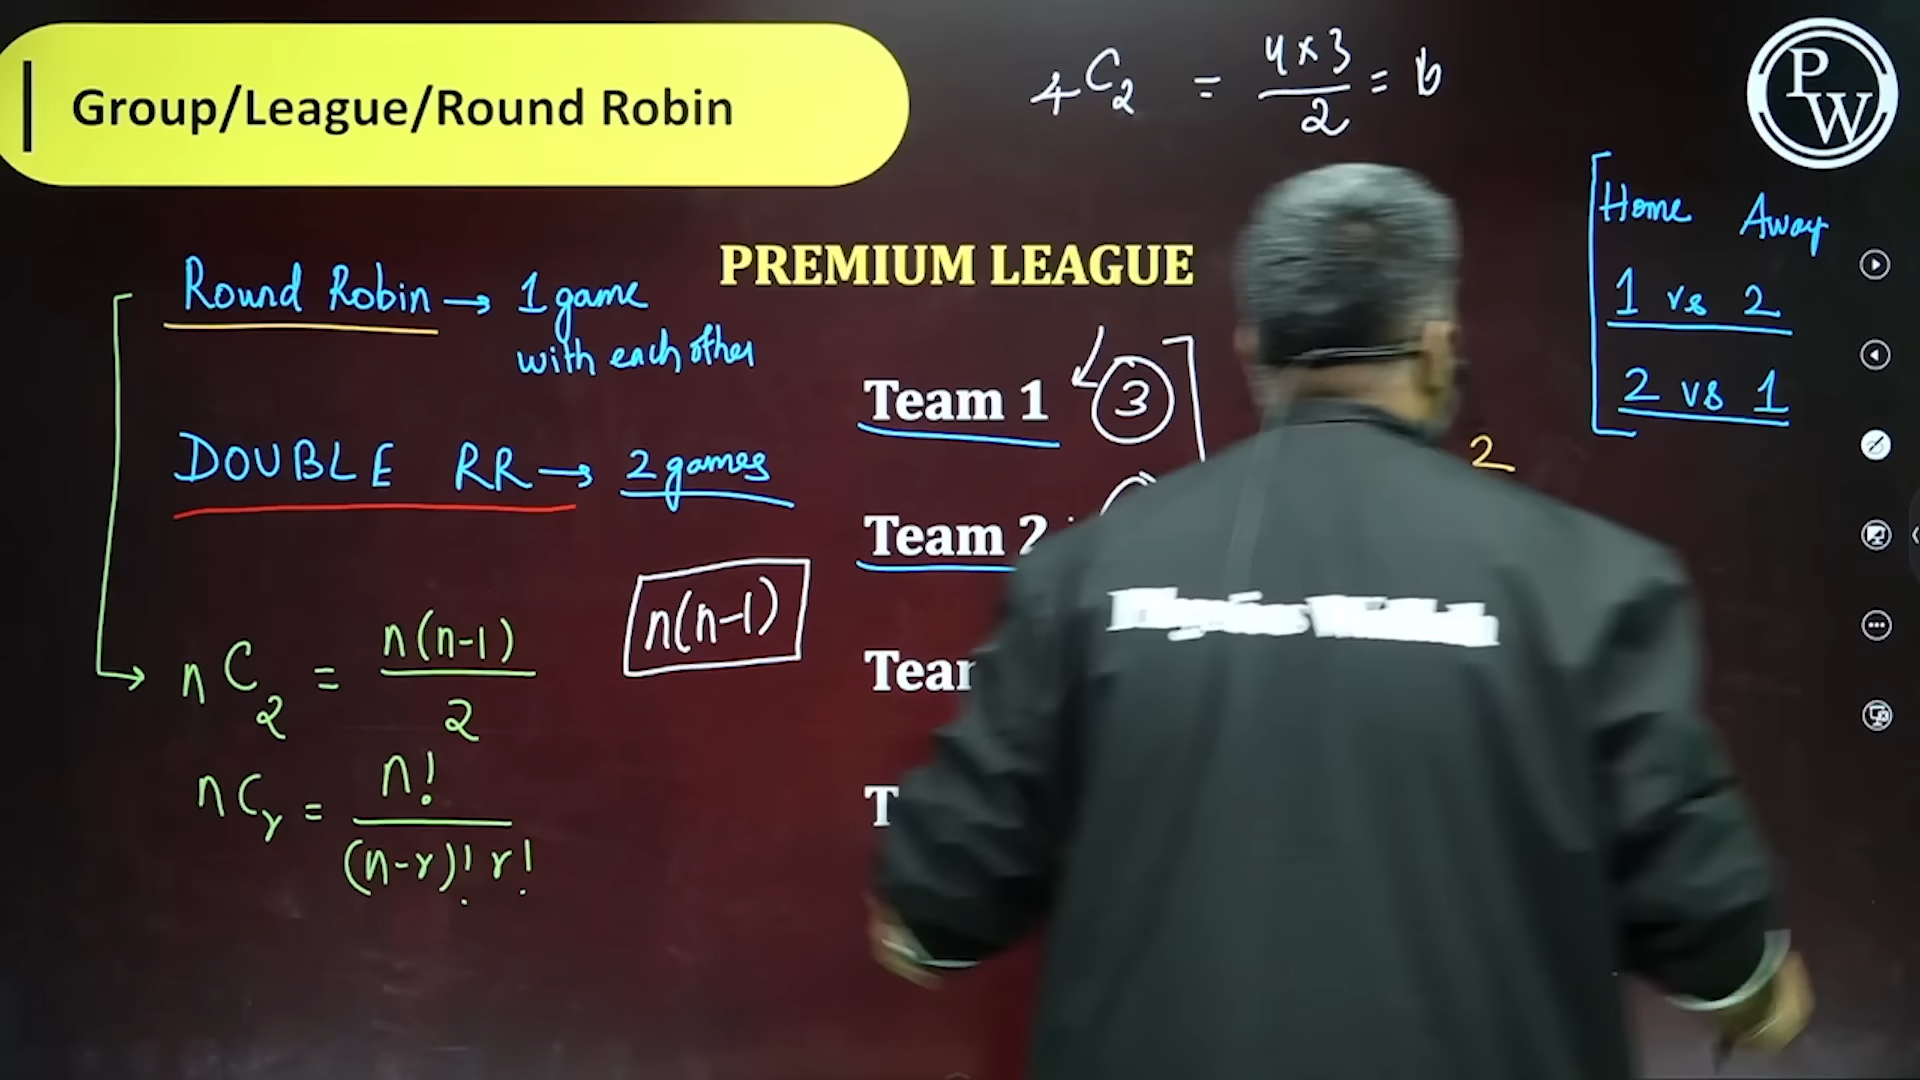 Group/League/Round Robin
4C2 = 4×3/2 = 6
PW
Home Away
1 vs 2
2 vs 1
PREMIUM LEAGUE
Round Robin → 1 game
with each other
Team 1 3
2
DOUBLE RR → 2 games
Team 2
n(n-1)
nC2 = n(n-1)/2
nCr = n!/(n-r)! r!